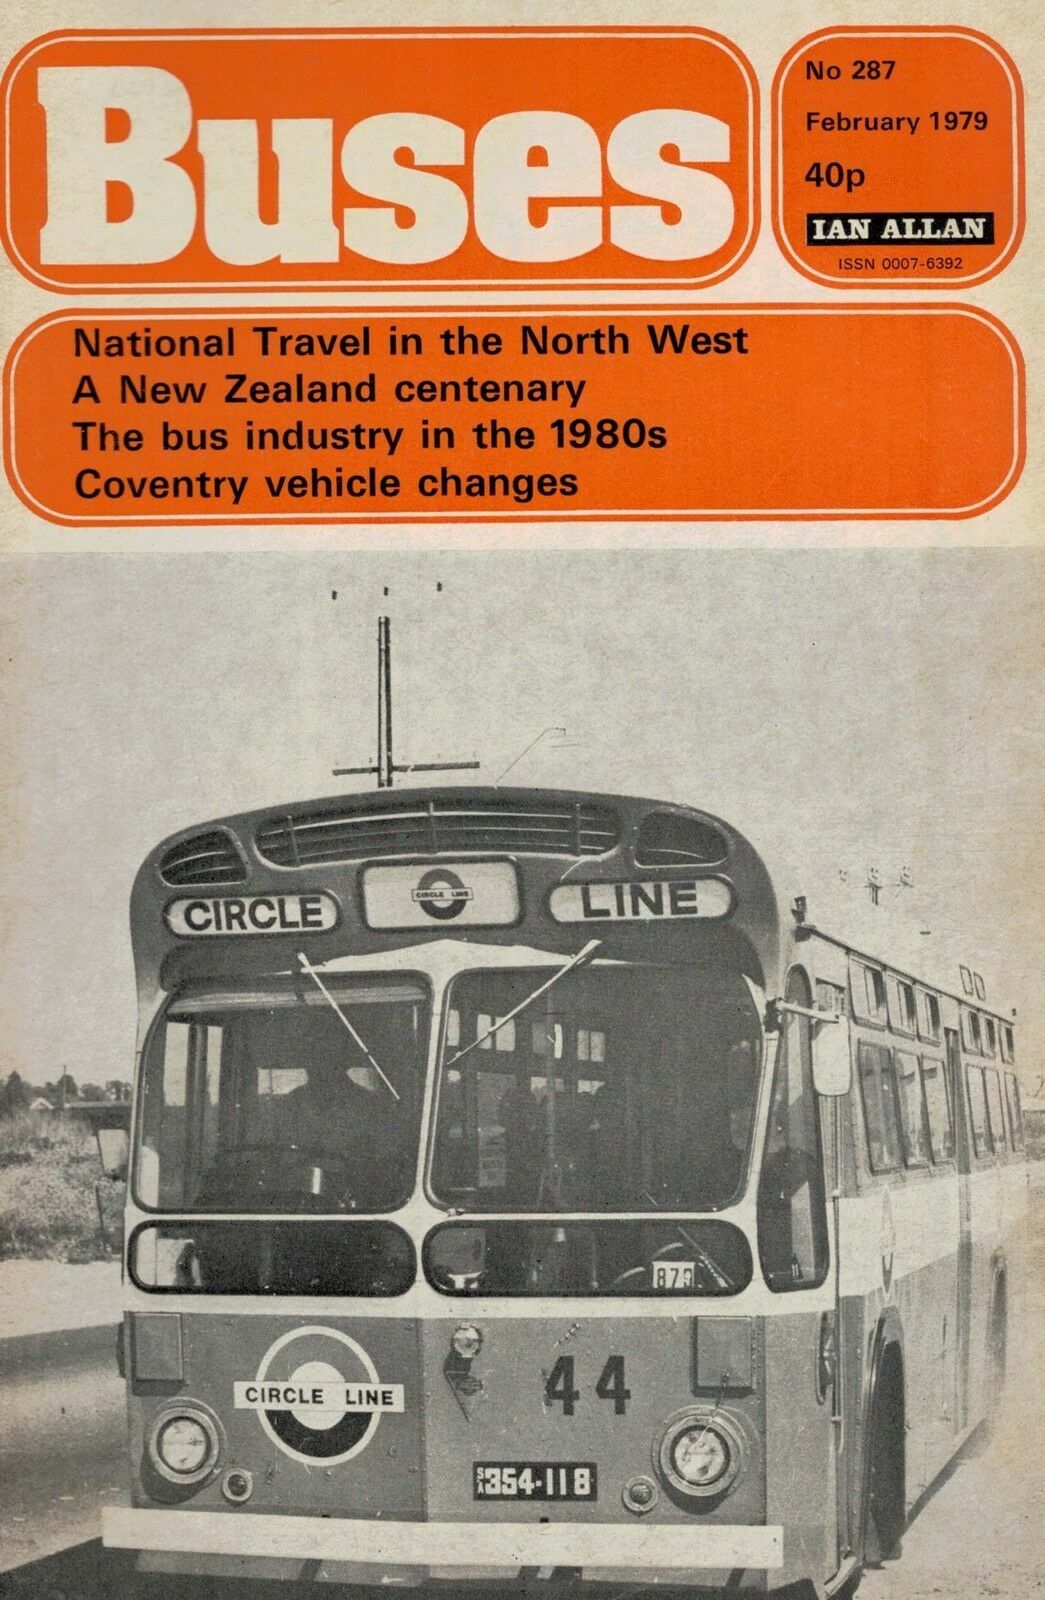 Buses
No 287
February 1979
40p
IAN ALLAN
ISSN 0007-6392
National Travel in the North West
A New Zealand centenary
The bus industry in the 1980s
Coventry vehicle changes
CIRCLE
CIRCLE LINE
LINE
879
CIRCLE LINE
44
SA 354·118